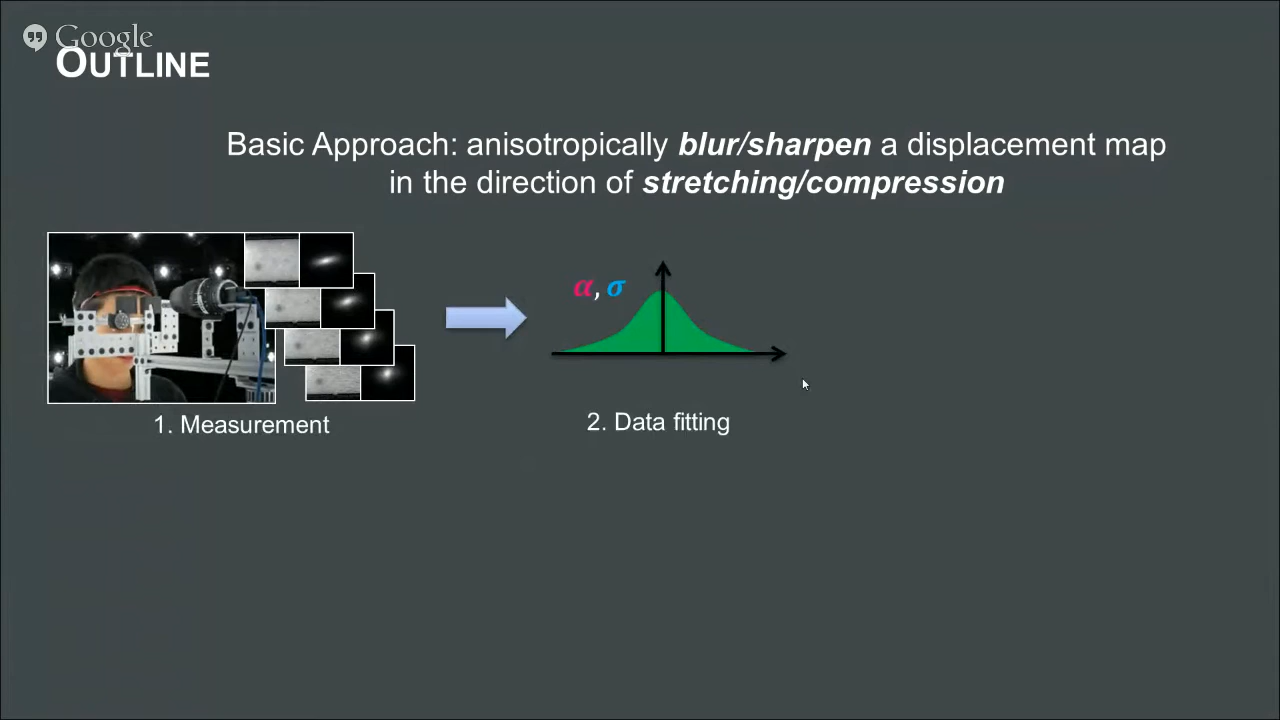 Google
OUTLINE
Basic Approach: anisotropically blur/sharpen a displacement map
in the direction of stretching/compression
α, σ
1. Measurement
2. Data fitting